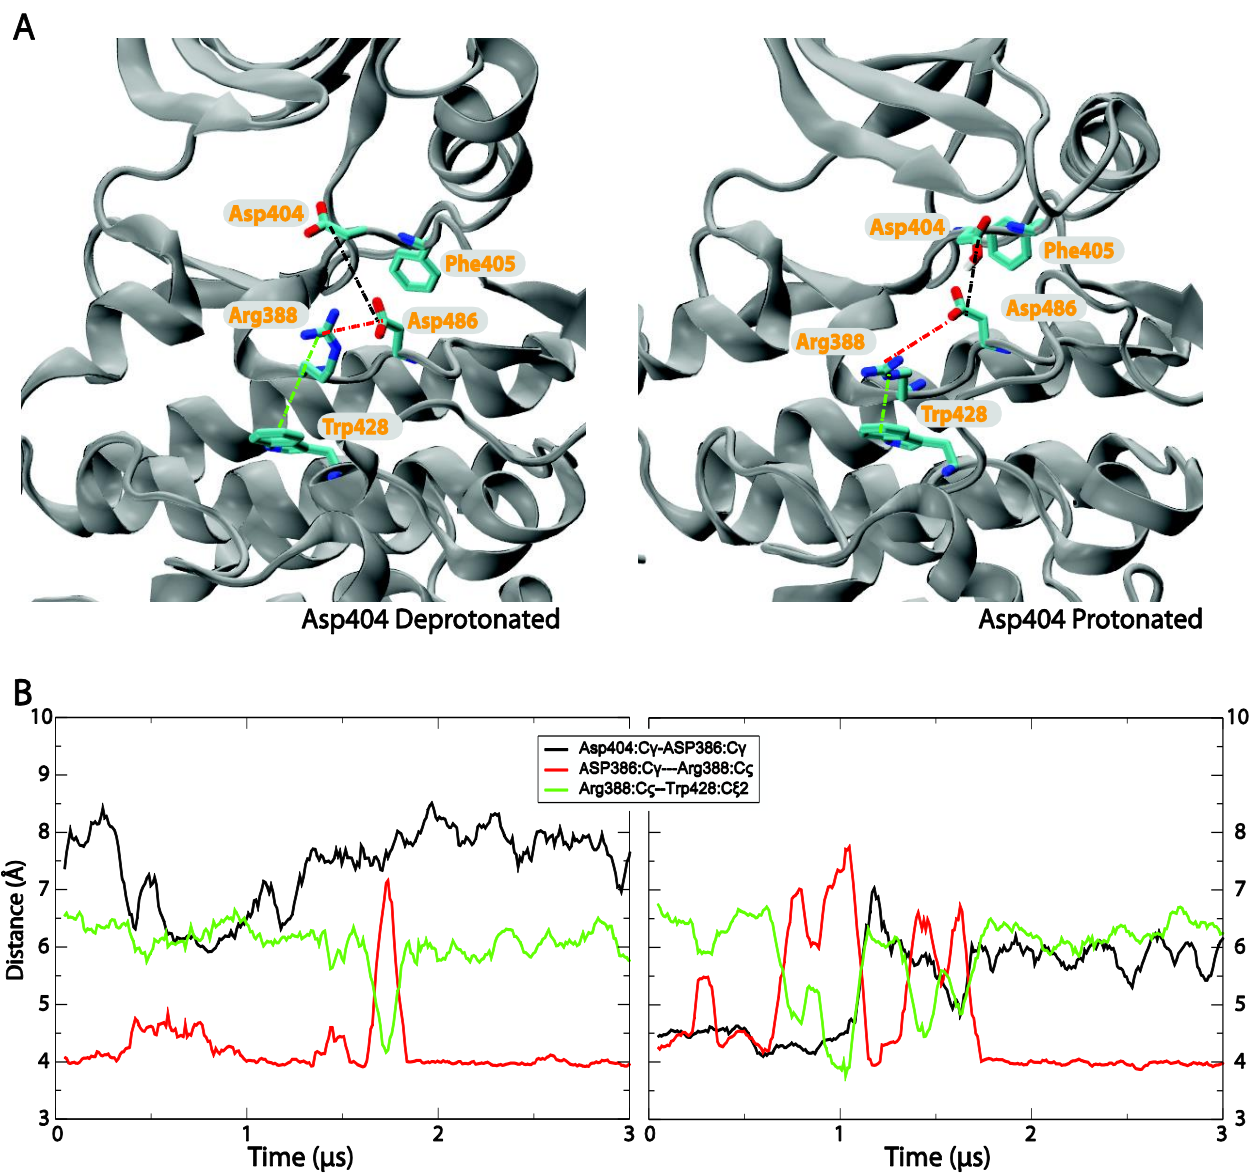 A
Asp404
Phe405
Arg388
Asp486
Trp428
Asp404 Deprotonated
Asp404
Phe405
Asp486
Arg388
Trp428
Asp404 Protonated
B
Asp404:Cγ-ASP386:Cγ
ASP386:Cγ---Arg388:Cς
Arg388:Cς--Trp428:Cξ2
Distance (Å)
10
9
8
7
6
5
4
3
0 1 2 3
Time (μs)
10
8
7
6
5
4
3
0 1 2 3
Time (μs)